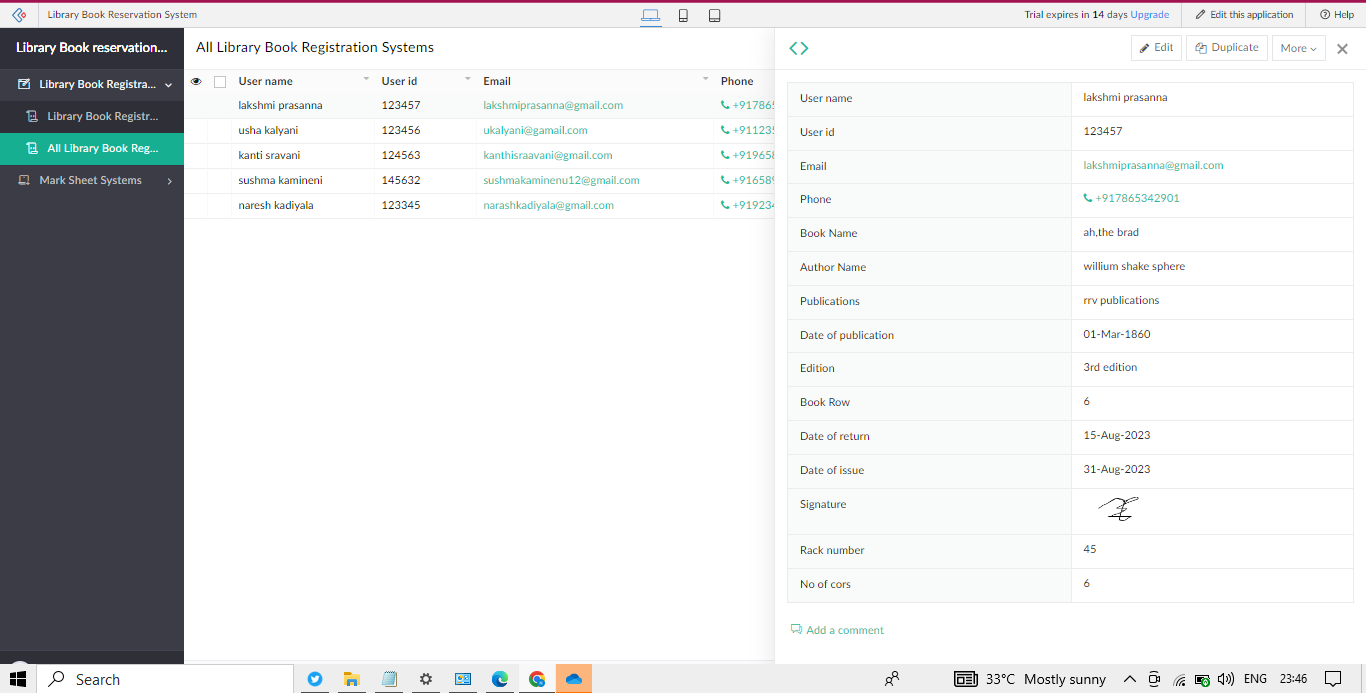 Library Book Reservation System
Trial expires in 14 days Upgrade
Edit this application
Help
Library Book reservation...
Library Book Registra...
Library Book Registr...
All Library Book Reg...
Mark Sheet Systems
All Library Book Registration Systems
User name User id Email Phone
lakshmi prasanna 123457 lakshmiprasanna@gmail.com +917865
usha kalyani 123456 ukalyani@gamail.com +91123
kanti sravani 124563 kanthisraavani@gmail.com +91965
sushma kamineni 145632 sushmakaminenu12@gmail.com +91658
naresh kadiyala 123345 narashkadiyala@gmail.com +91923
Edit Duplicate More
User name lakshmi prasanna
User id 123457
Email lakshmiprasanna@gmail.com
Phone +917865342901
Book Name ah,the brad
Author Name willium shake sphere
Publications rrv publications
Date of publication 01-Mar-1860
Edition 3rd edition
Book Row 6
Date of return 15-Aug-2023
Date of issue 31-Aug-2023
Signature
Rack number 45
No of cors 6
Add a comment
Search
33°C Mostly sunny
ENG
23:46